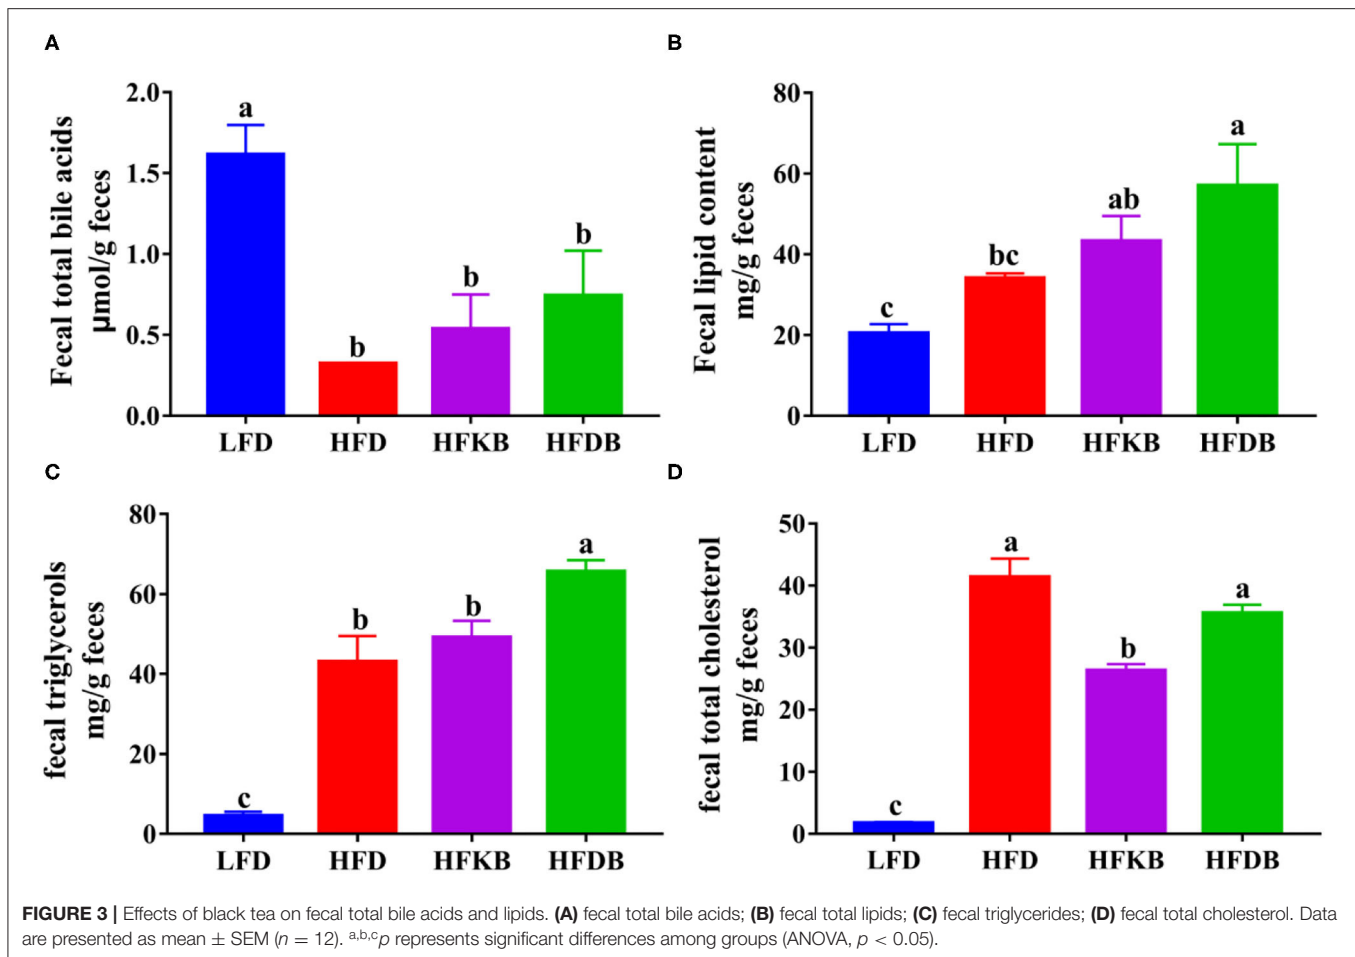 A
Fecal total bile acids
µmol/g feces
2.0
1.5
1.0
0.5
0.0
a
b
b
b
LFD
HFD
HFKB
HFDB
B
Fecal lipid content
mg/g feces
80
60
40
20
0
c
bc
ab
a
LFD
HFD
HFKB
HFDB
C
fecal triglycerols
mg/g feces
80
60
40
20
0
c
b
b
a
LFD
HFD
HFKB
HFDB
D
fecal total cholesterol
mg/g feces
50
40
30
20
10
0
c
a
b
a
LFD
HFD
HFKB
HFDB
FIGURE 3 | Effects of black tea on fecal total bile acids and lipids. (A) fecal total bile acids; (B) fecal total lipids; (C) fecal triglycerides; (D) fecal total cholesterol. Data
are presented as mean ± SEM (n = 12). a,b,cp represents significant differences among groups (ANOVA, p < 0.05).